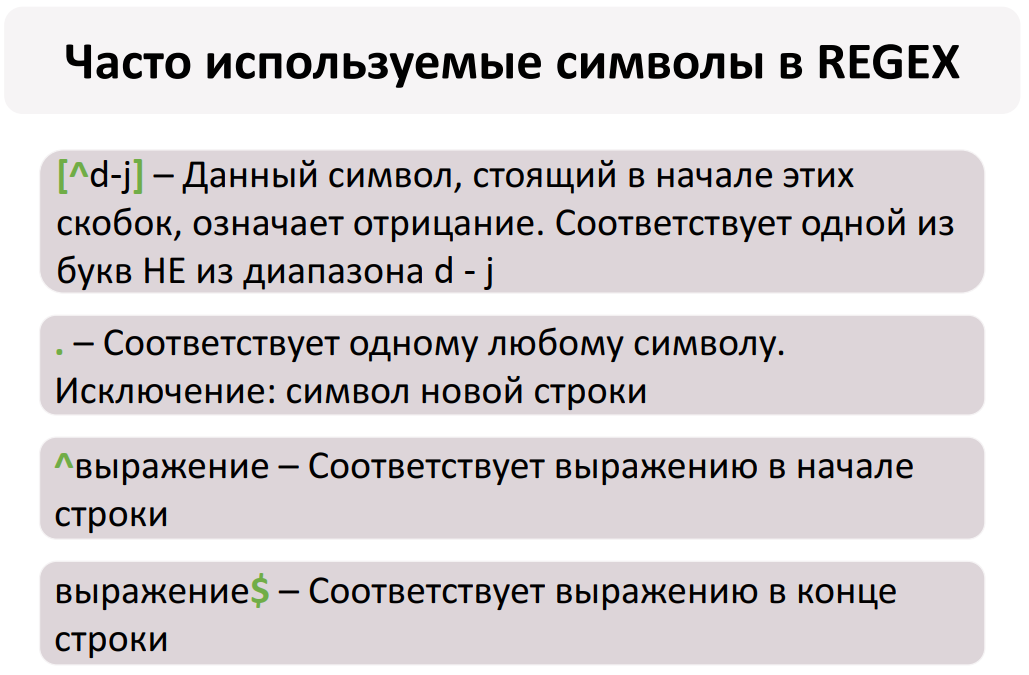 Часто используемые символы в REGEX
[^d-j] – Данный символ, стоящий в начале этих
скобок, означает отрицание. Соответствует одной из
букв НЕ из диапазона d - j
. – Соответствует одному любому символу.
Исключение: символ новой строки
^выражение – Соответствует выражению в начале
строки
выражение$ – Соответствует выражению в конце
строки